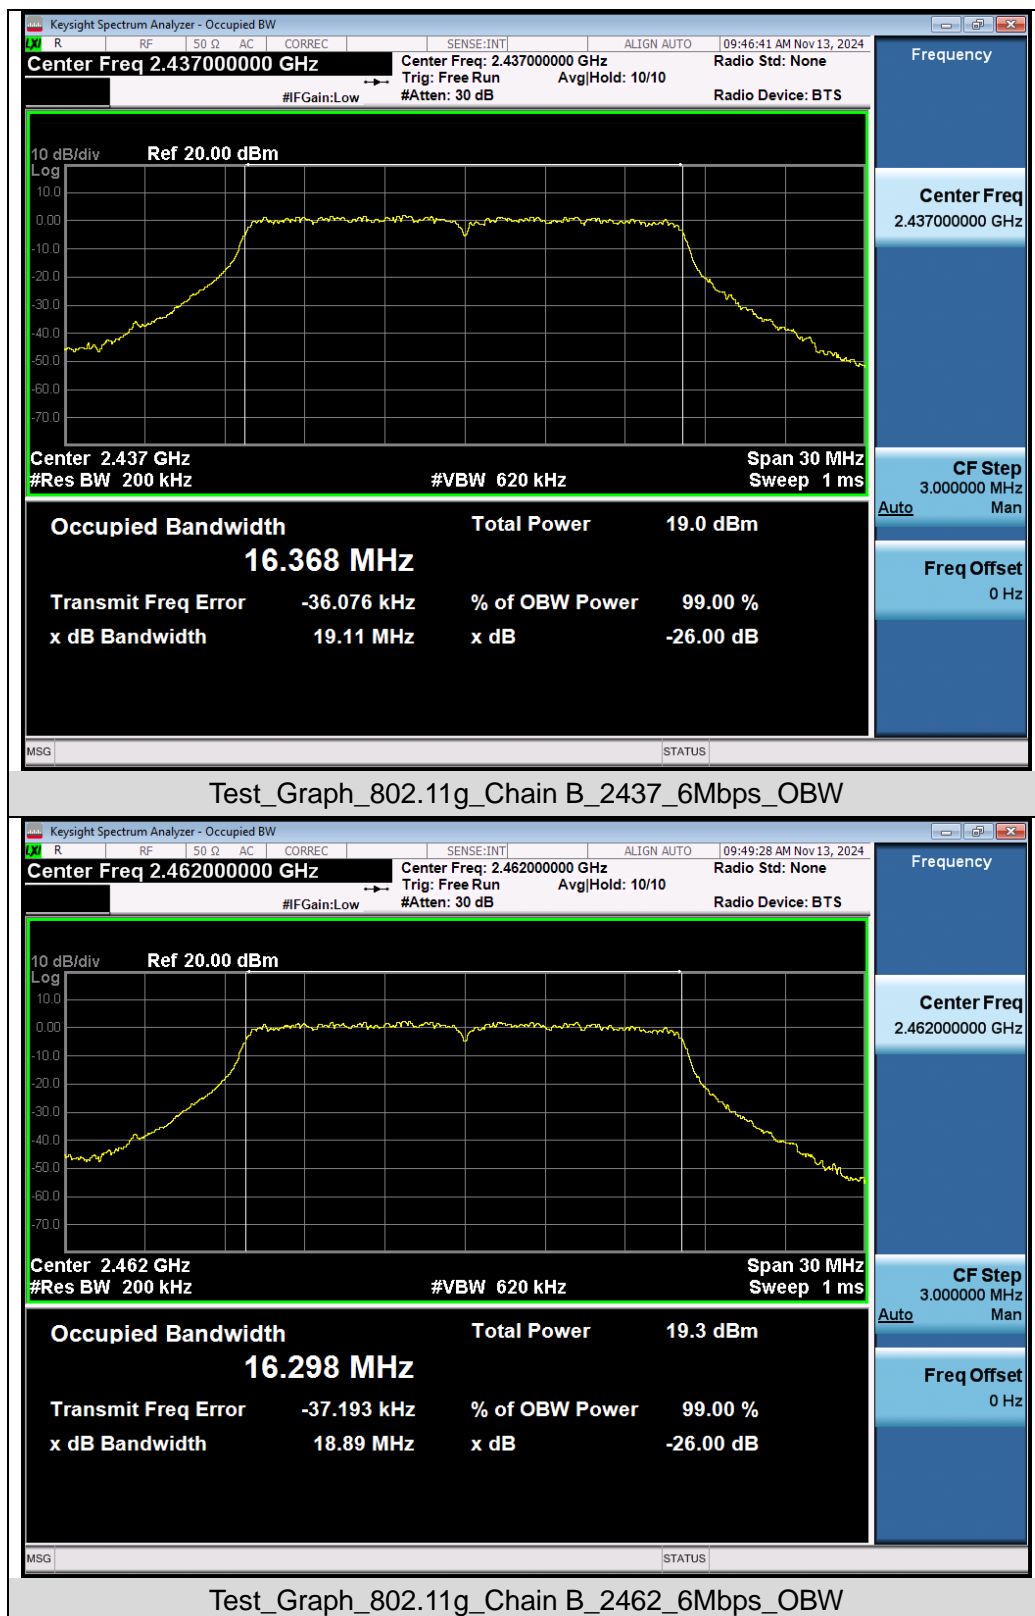 Keysight Spectrum Analyzer - Occupied BW
LXI R RF 50 Ω AC CORREC SENSE:INT ALIGN AUTO 09:46:41 AM Nov 13, 2024
Center Freq 2.437000000 GHz
Center Freq: 2.437000000 GHz
Radio Std: None
Trig: Free Run Avg|Hold: 10/10
#IFGain:Low
#Atten: 30 dB
Radio Device: BTS
Frequency
10 dB/div Ref 20.00 dBm
Log
10.0
0.00
-10.0
-20.0
-30.0
-40.0
-50.0
-60.0
-70.0
Center Freq
2.437000000 GHz
Center 2.437 GHz Span 30 MHz
#Res BW 200 kHz #VBW 620 kHz Sweep 1 ms
CF Step
3.000000 MHz
Auto Man
Occupied Bandwidth Total Power 19.0 dBm
16.368 MHz
Freq Offset
0 Hz
Transmit Freq Error -36.076 kHz % of OBW Power 99.00 %
x dB Bandwidth 19.11 MHz x dB -26.00 dB
MSG STATUS
Test_Graph_802.11g_Chain B_2437_6Mbps_OBW
Keysight Spectrum Analyzer - Occupied BW
LXI R RF 50 Ω AC CORREC SENSE:INT ALIGN AUTO 09:49:28 AM Nov 13, 2024
Center Freq 2.462000000 GHz
Center Freq: 2.462000000 GHz
Radio Std: None
Trig: Free Run Avg|Hold: 10/10
#IFGain:Low
#Atten: 30 dB
Radio Device: BTS
Frequency
10 dB/div Ref 20.00 dBm
Log
10.0
0.00
-10.0
-20.0
-30.0
-40.0
-50.0
-60.0
-70.0
Center Freq
2.462000000 GHz
Center 2.462 GHz Span 30 MHz
#Res BW 200 kHz #VBW 620 kHz Sweep 1 ms
CF Step
3.000000 MHz
Auto Man
Occupied Bandwidth Total Power 19.3 dBm
16.298 MHz
Freq Offset
0 Hz
Transmit Freq Error -37.193 kHz % of OBW Power 99.00 %
x dB Bandwidth 18.89 MHz x dB -26.00 dB
MSG STATUS
Test_Graph_802.11g_Chain B_2462_6Mbps_OBW